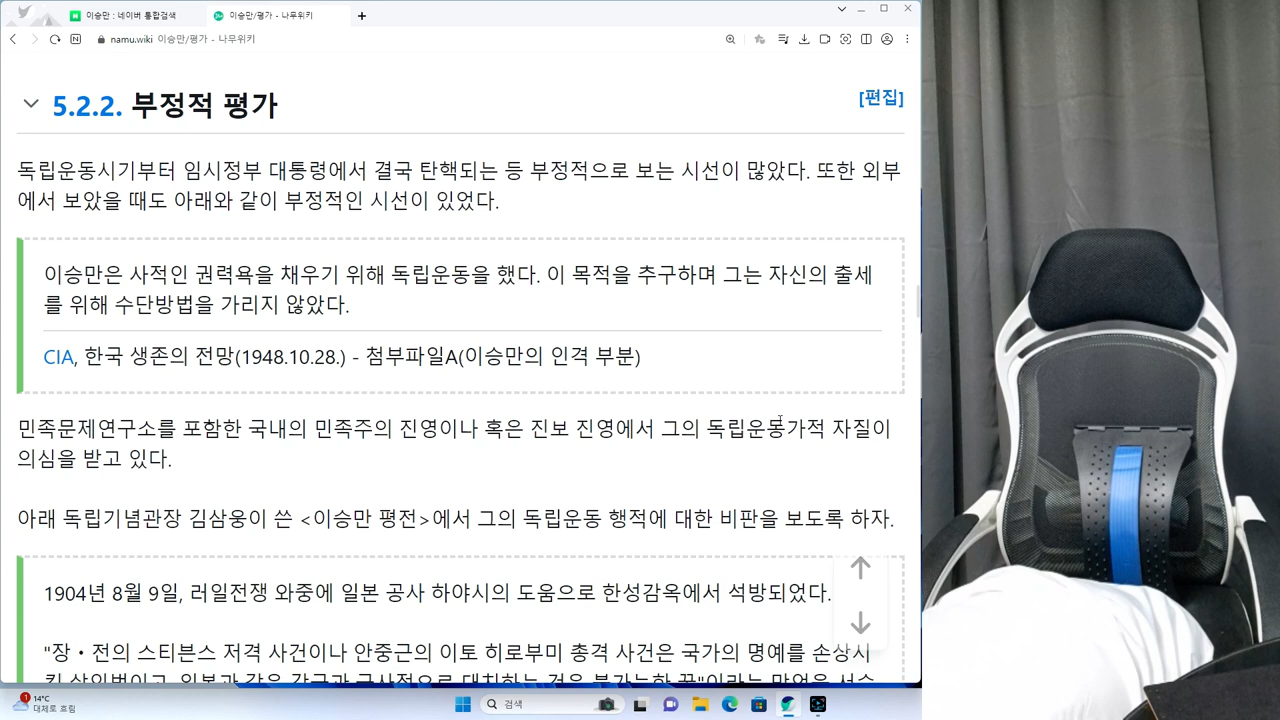 이승만 : 네이버 통합검색
이승만/평가 - 나무위키
namu.wiki 이승만/평가 - 나무위키
5.2.2. 부정적 평가
[편집]
독립운동시기부터 임시정부 대통령에서 결국 탄핵되는 등 부정적으로 보는 시선이 많았다. 또한 외부
에서 보았을 때도 아래와 같이 부정적인 시선이 있었다.
이승만은 사적인 권력욕을 채우기 위해 독립운동을 했다. 이 목적을 추구하며 그는 자신의 출세
를 위해 수단방법을 가리지 않았다.
CIA, 한국 생존의 전망(1948.10.28.) - 첨부파일A(이승만의 인격 부분)
민족문제연구소를 포함한 국내의 민족주의 진영이나 혹은 진보 진영에서 그의 독립운동가적 자질이
의심을 받고 있다.
아래 독립기념관장 김삼웅이 쓴 <이승만 평전>에서 그의 독립운동 행적에 대한 비판을 보도록 하자.
1904년 8월 9일, 러일전쟁 와중에 일본 공사 하야시의 도움으로 한성감옥에서 석방되었다.
"장・전의 스티븐스 저격 사건이나 안중근의 이토 히로부미 총격 사건은 국가의 명예를 손상시
1
14°C
대체로 흐림
검색